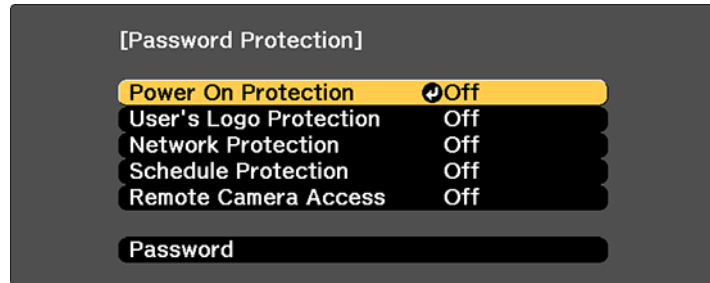 [Password Protection]
Power On Protection Off
User's Logo Protection Off
Network Protection Off
Schedule Protection Off
Remote Camera Access Off
Password